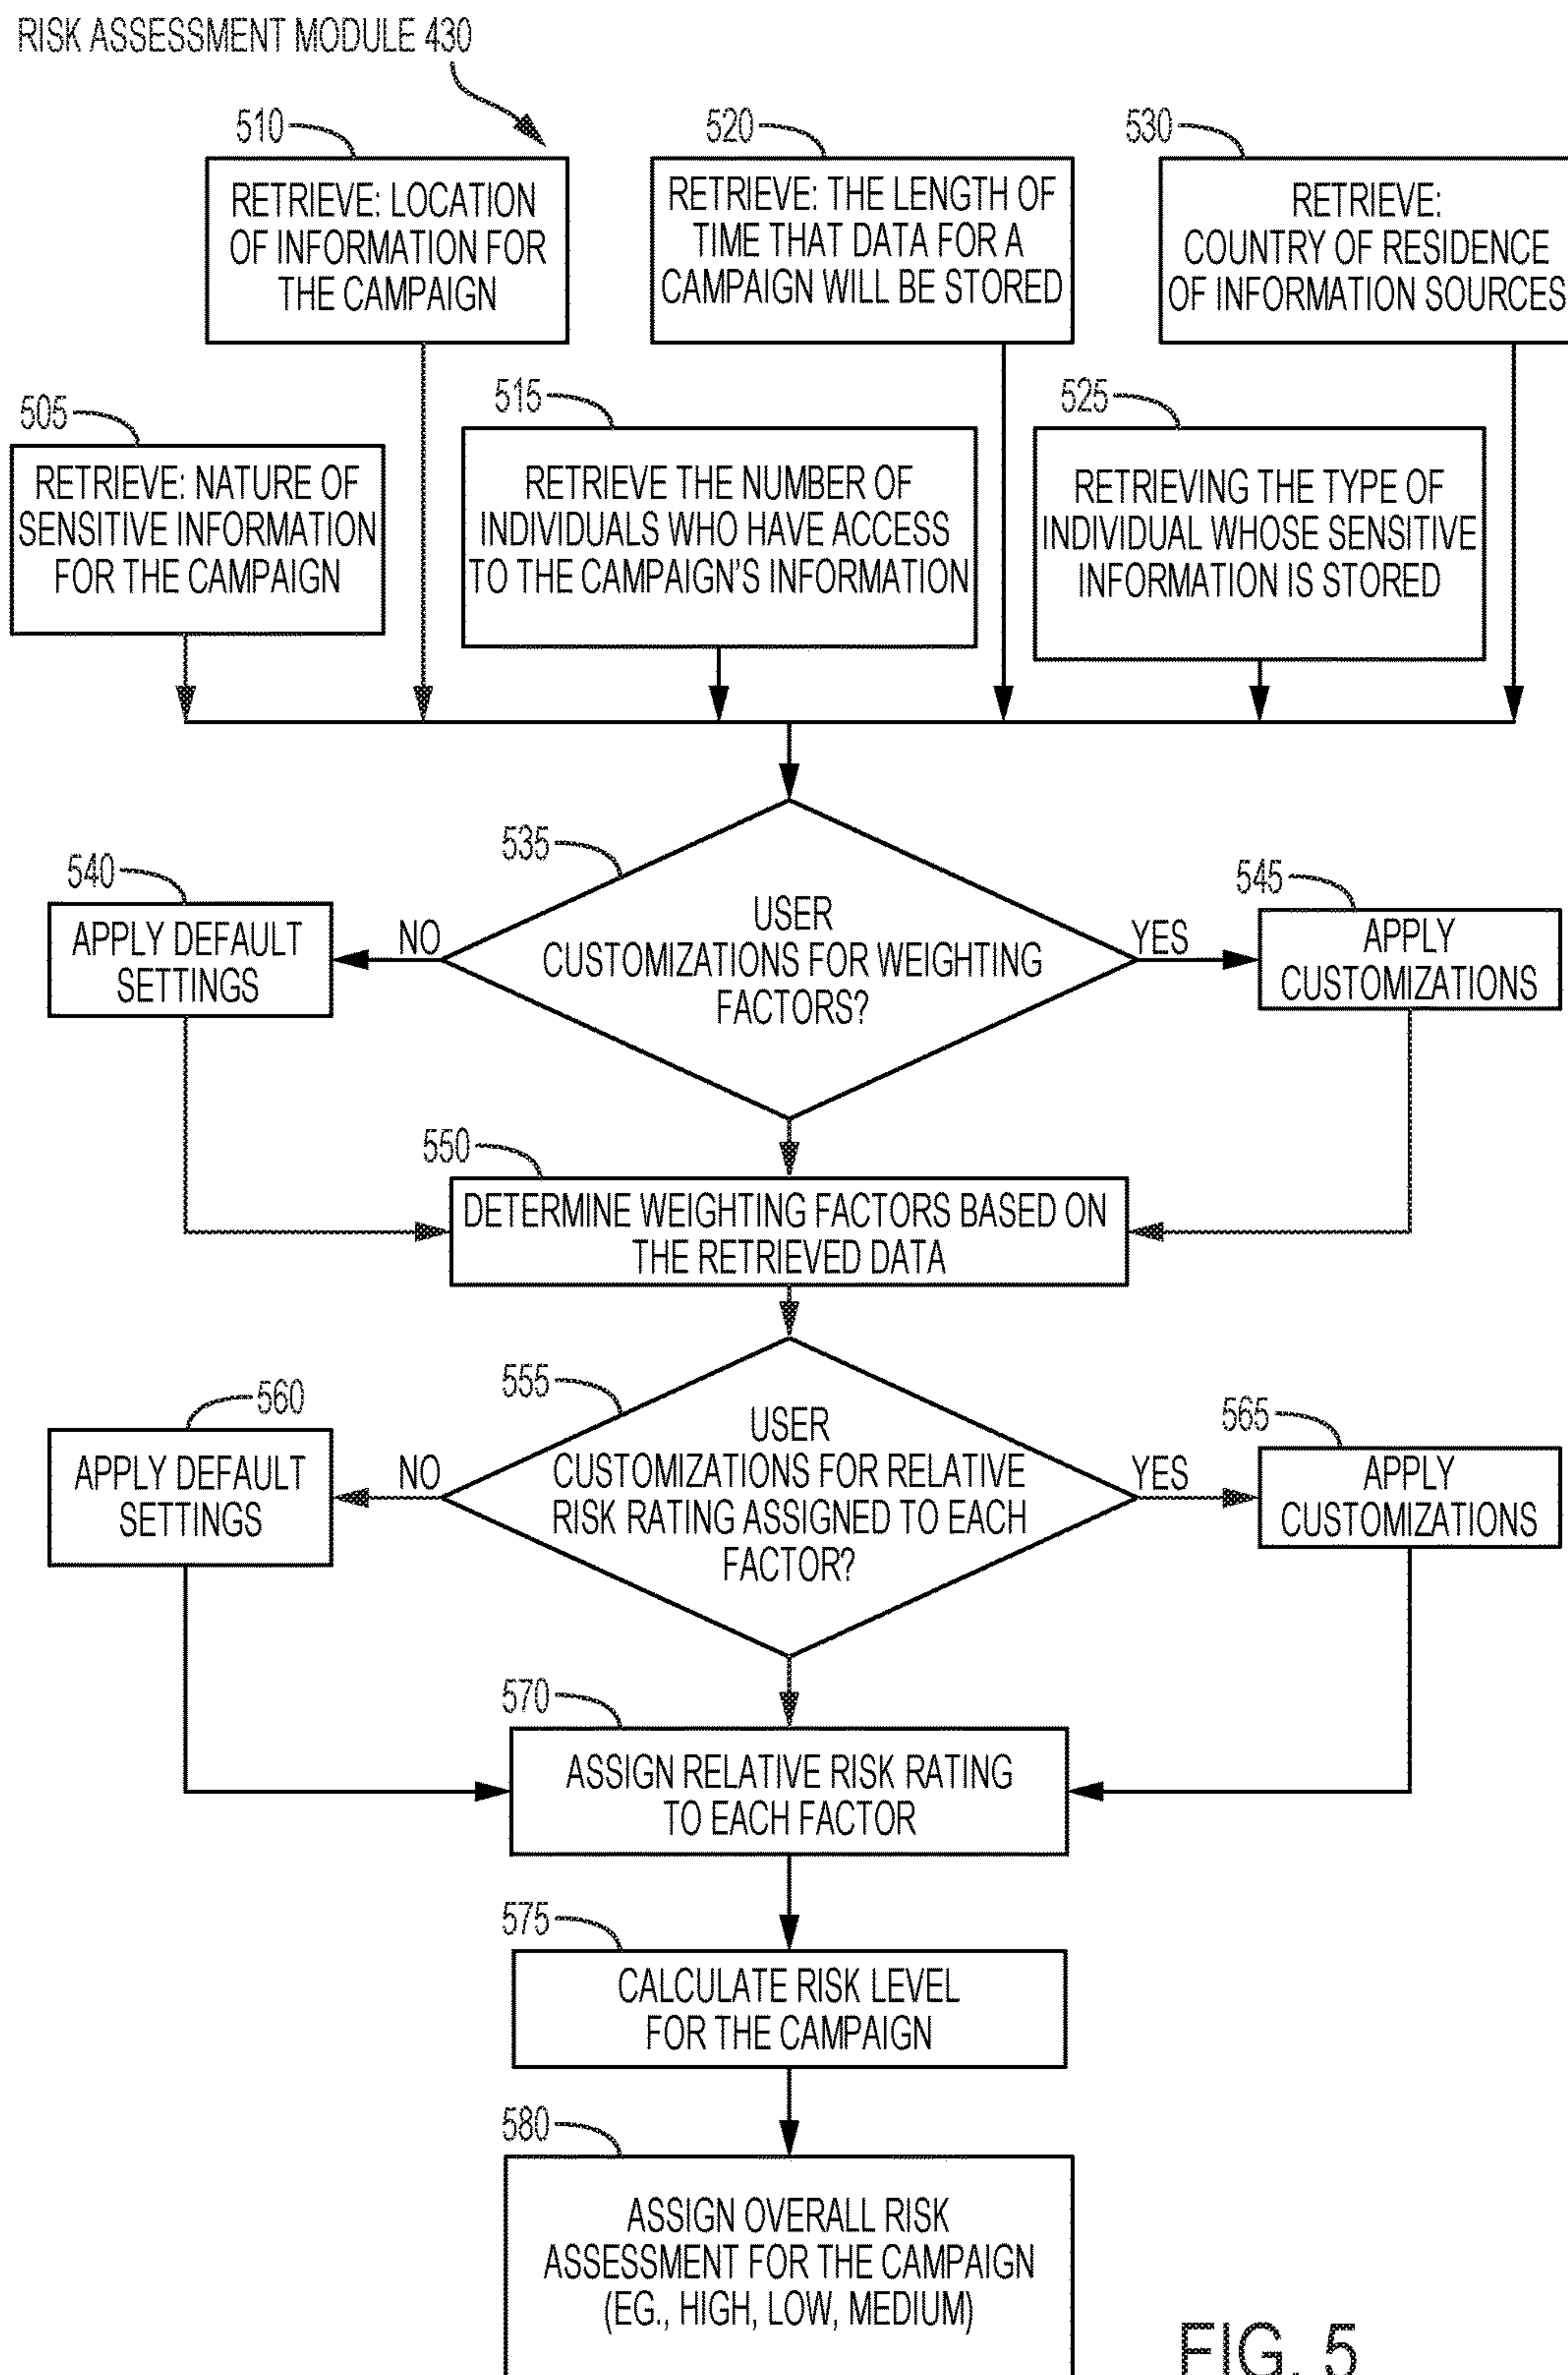 RISK ASSESSMENT MODULE 430
510
RETRIEVE: LOCATION
OF INFORMATION FOR
THE CAMPAIGN
520
RETRIEVE: THE LENGTH OF
TIME THAT DATA FOR A
CAMPAIGN WILL BE STORED
530
RETRIEVE:
COUNTRY OF RESIDENCE
OF INFORMATION SOURCES
505
RETRIEVE: NATURE OF
SENSITIVE INFORMATION
FOR THE CAMPAIGN
515
RETRIEVE THE NUMBER OF
INDIVIDUALS WHO HAVE ACCESS
TO THE CAMPAIGN'S INFORMATION
525
RETRIEVING THE TYPE OF
INDIVIDUAL WHOSE SENSITIVE
INFORMATION IS STORED
535
USER
CUSTOMIZATIONS FOR WEIGHTING
FACTORS?
NO
540
APPLY DEFAULT
SETTINGS
YES
545
APPLY
CUSTOMIZATIONS
550
DETERMINE WEIGHTING FACTORS BASED ON
THE RETRIEVED DATA
555
USER
CUSTOMIZATIONS FOR RELATIVE
RISK RATING ASSIGNED TO EACH
FACTOR?
NO
560
APPLY DEFAULT
SETTINGS
YES
565
APPLY
CUSTOMIZATIONS
570
ASSIGN RELATIVE RISK RATING
TO EACH FACTOR
575
CALCULATE RISK LEVEL
FOR THE CAMPAIGN
580
ASSIGN OVERALL RISK
ASSESSMENT FOR THE CAMPAIGN
(EG., HIGH, LOW, MEDIUM)
FIG. 5